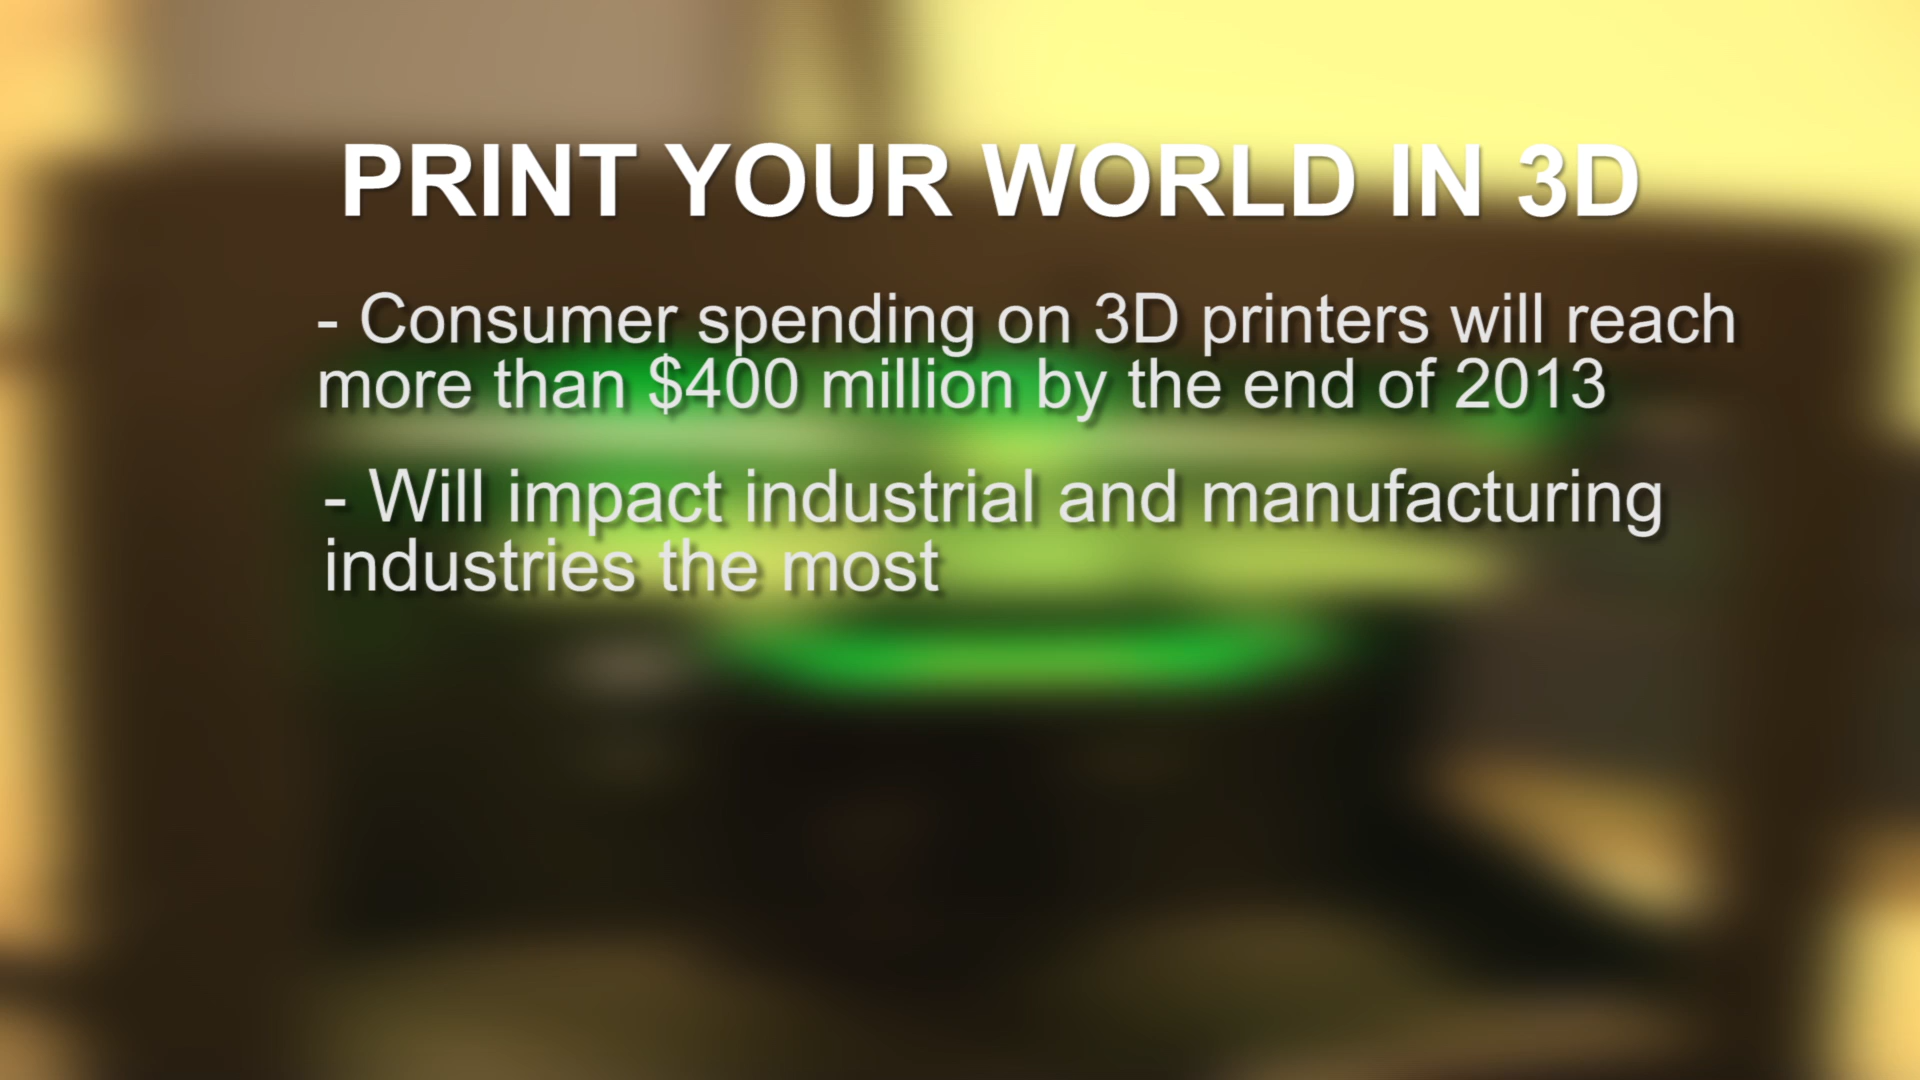 PRINT YOUR WORLD IN 3D
- Consumer spending on 3D printers will reach
more than $400 million by the end of 2013
- Will impact industrial and manufacturing
industries the most